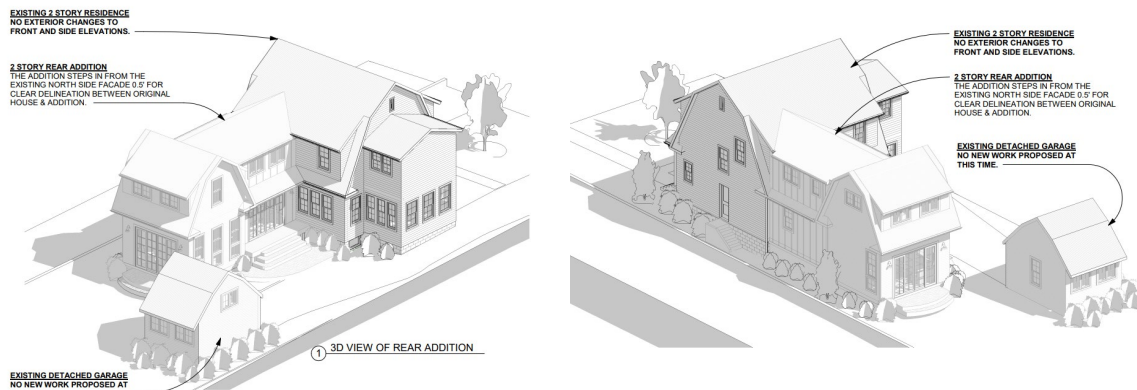 EXISTING 2 STORY RESIDENCE
NO EXTERIOR CHANGES TO
FRONT AND SIDE ELEVATIONS.
2 STORY REAR ADDITION
THE ADDITION STEPS IN FROM THE
EXISTING NORTH SIDE FACADE 0.5' FOR
CLEAR DELINEATION BETWEEN ORIGINAL
HOUSE & ADDITION.
1 3D VIEW OF REAR ADDITION
EXISTING DETACHED GARAGE
NO NEW WORK PROPOSED AT
EXISTING 2 STORY RESIDENCE
NO EXTERIOR CHANGES TO
FRONT AND SIDE ELEVATIONS.
2 STORY REAR ADDITION
THE ADDITION STEPS IN FROM THE
EXISTING NORTH SIDE FACADE 0.5' FOR
CLEAR DELINEATION BETWEEN ORIGINAL
HOUSE & ADDITION.
EXISTING DETACHED GARAGE
NO NEW WORK PROPOSED AT
THIS TIME.